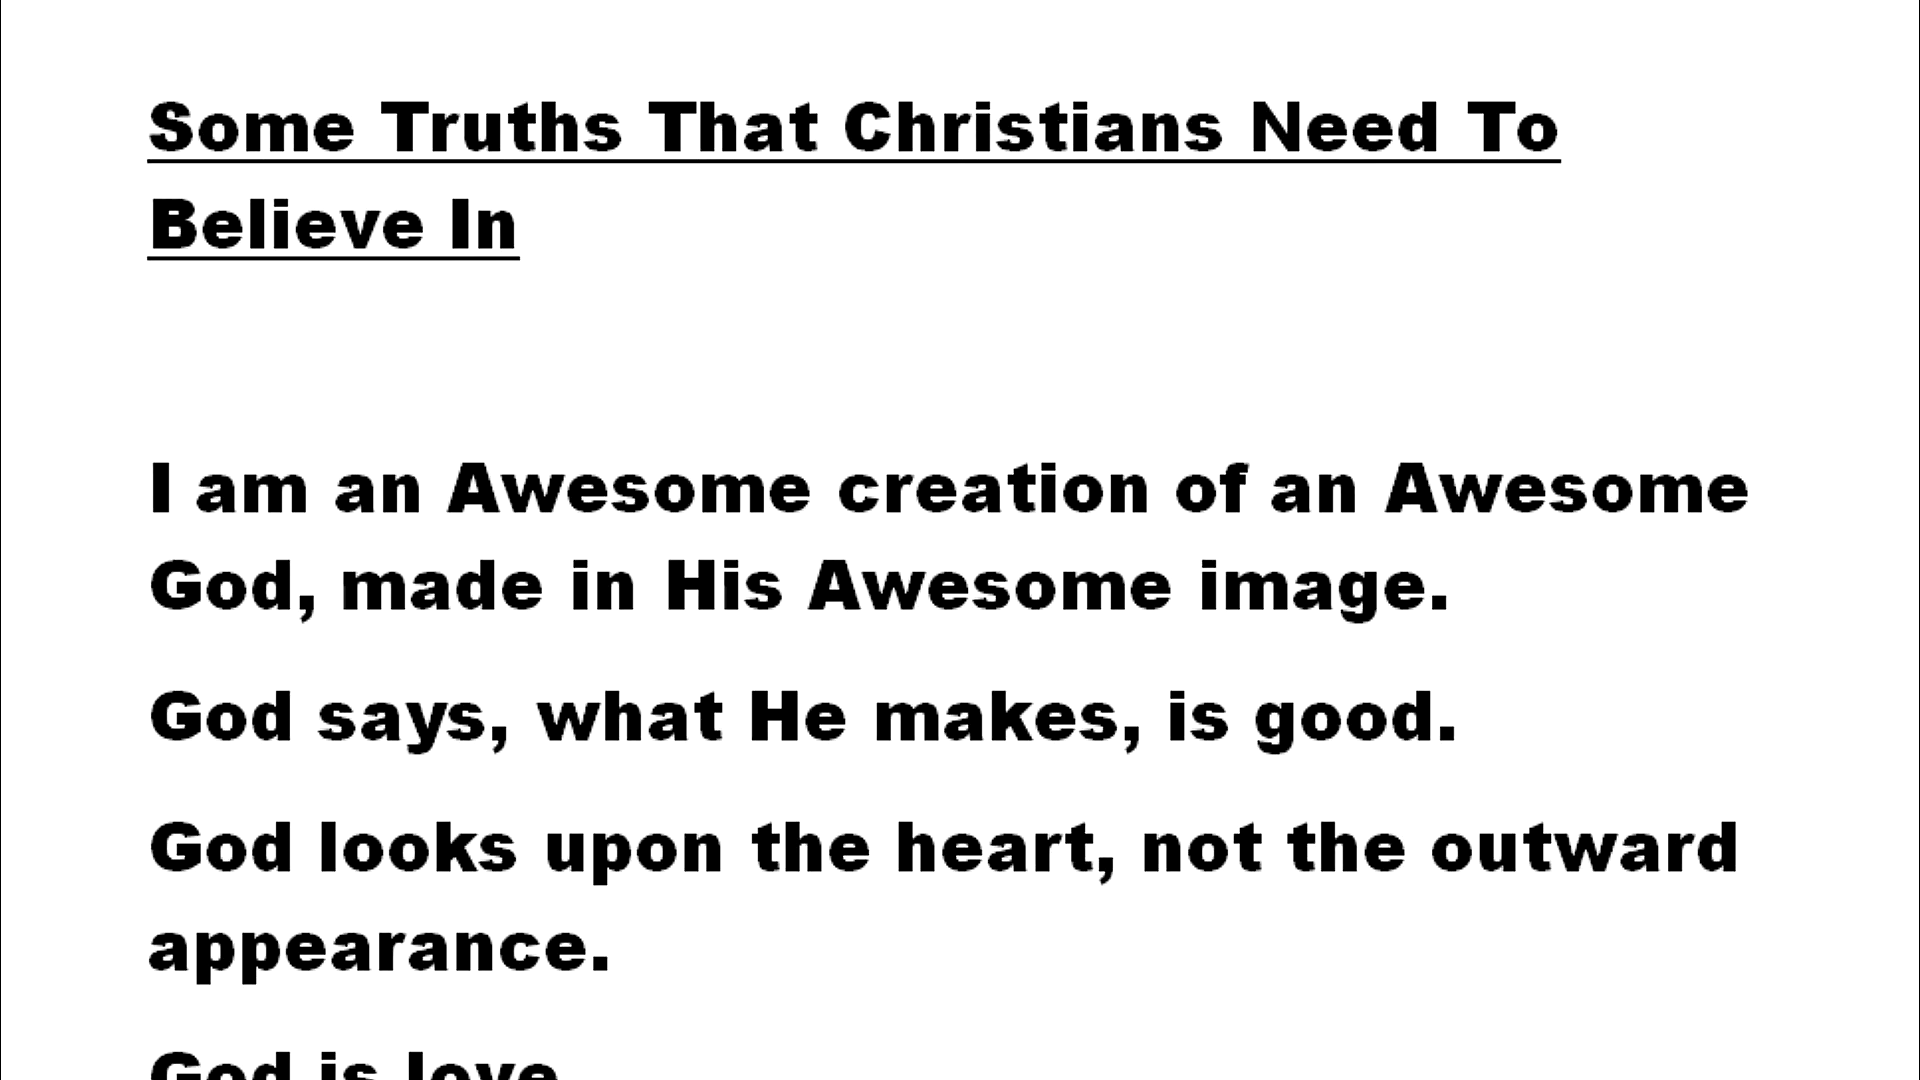 Some Truths That Christians Need To
Believe In
I am an Awesome creation of an Awesome
God, made in His Awesome image.
God says, what He makes, is good.
God looks upon the heart, not the outward
appearance.
God is love